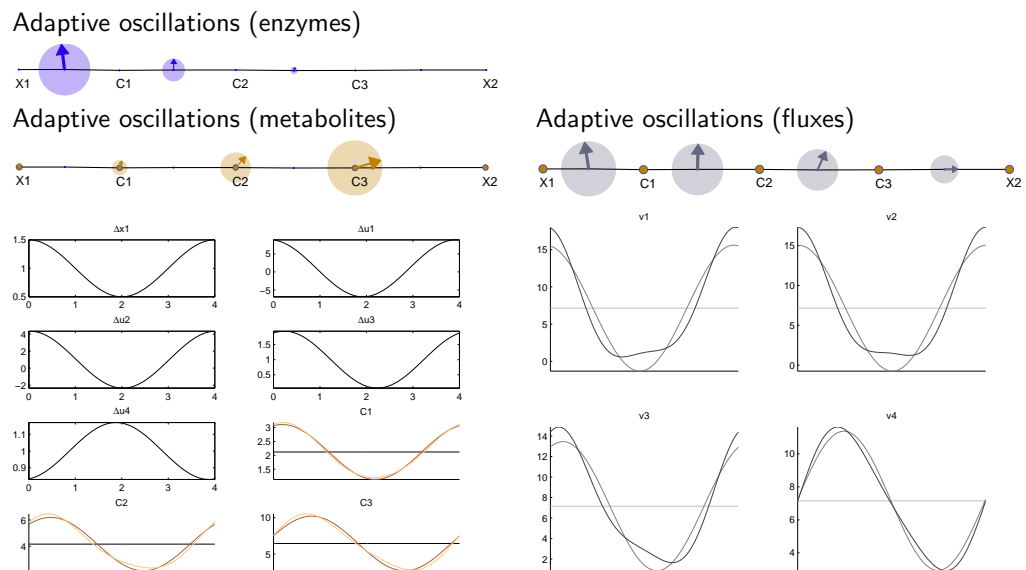 Adaptive oscillations (enzymes)
X1 C1 C2 C3 X2
Adaptive oscillations (metabolites)
X1 C1 C2 C3 X2
Δx1
1.5
1
0.5
0 1 2 3 4
Δu1
5
0
−5
0 1 2 3 4
Δu2
4
2
0
−2
0 1 2 3 4
Δu3
1.5
1
0.5
0 1 2 3 4
Δu4
1.1
1
0.9
0 1 2 3 4
C1
3
2.5
2
1.5
C2
6
4
C3
10
5
Adaptive oscillations (fluxes)
X1 C1 C2 C3 X2
v1
15
10
5
0
v2
15
10
5
0
v3
14
12
10
8
6
4
2
v4
10
8
6
4